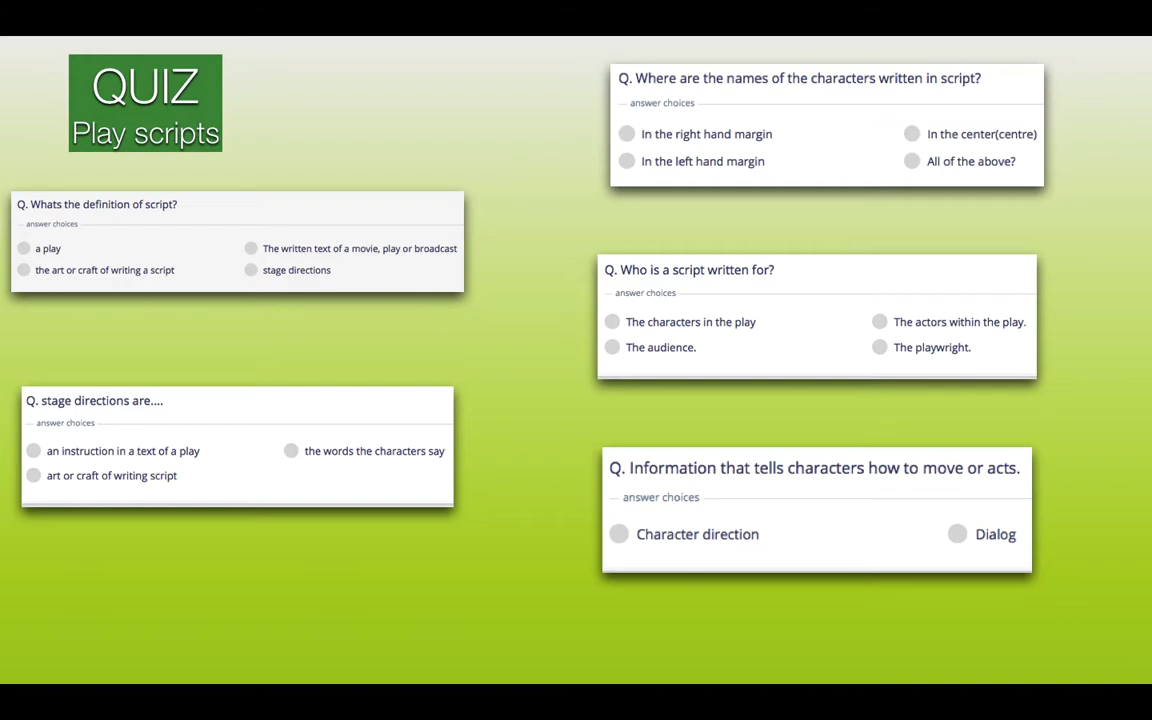 QUIZ
Play scripts
Q. Whats the definition of script?
answer choices
a play
The written text of a movie, play or broadcast
the art or craft of writing a script
stage directions
Q. stage directions are....
answer choices
an instruction in a text of a play
the words the characters say
art or craft of writing script
Q. Where are the names of the characters written in script?
answer choices
In the right hand margin
In the center(centre)
In the left hand margin
All of the above?
Q. Who is a script written for?
answer choices
The characters in the play
The actors within the play.
The audience.
The playwright.
Q. Information that tells characters how to move or acts.
answer choices
Character direction
Dialog